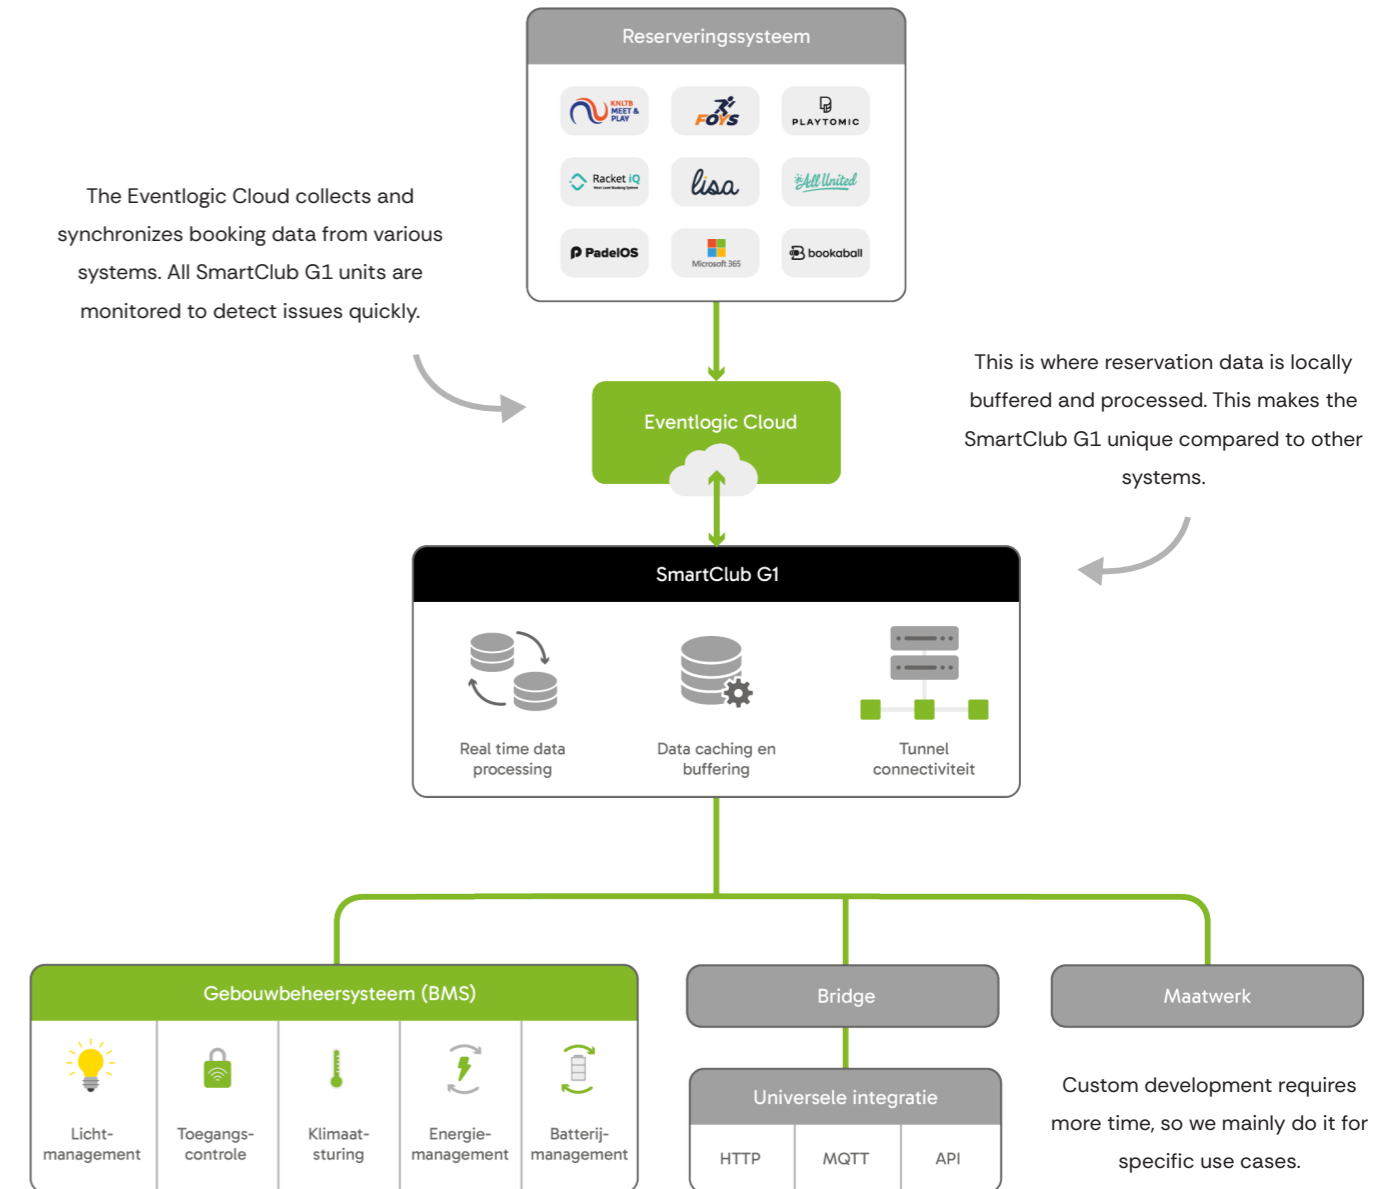 Reserveringssysteem
KNLTB
MEET &
PLAY
FOYS
PLAYTOMIC
Racket iQ
Next Level Booking System
lisa
All United
PadelOS
Microsoft 365
bookaball
The Eventlogic Cloud collects and
synchronizes booking data from various
systems. All SmartClub G1 units are
monitored to detect issues quickly.
This is where reservation data is locally
buffered and processed. This makes the
SmartClub G1 unique compared to other
systems.
Eventlogic Cloud
SmartClub G1
Real time data
processing
Data caching en
buffering
Tunnel
connectiviteit
Gebouwbeheersysteem (BMS)
Licht-
management
Toegangs-
controle
Klimaat-
sturing
Energie-
management
Batterij-
management
Bridge
Universele integratie
HTTP
MQTT
API
Maatwerk
Custom development requires
more time, so we mainly do it for
specific use cases.